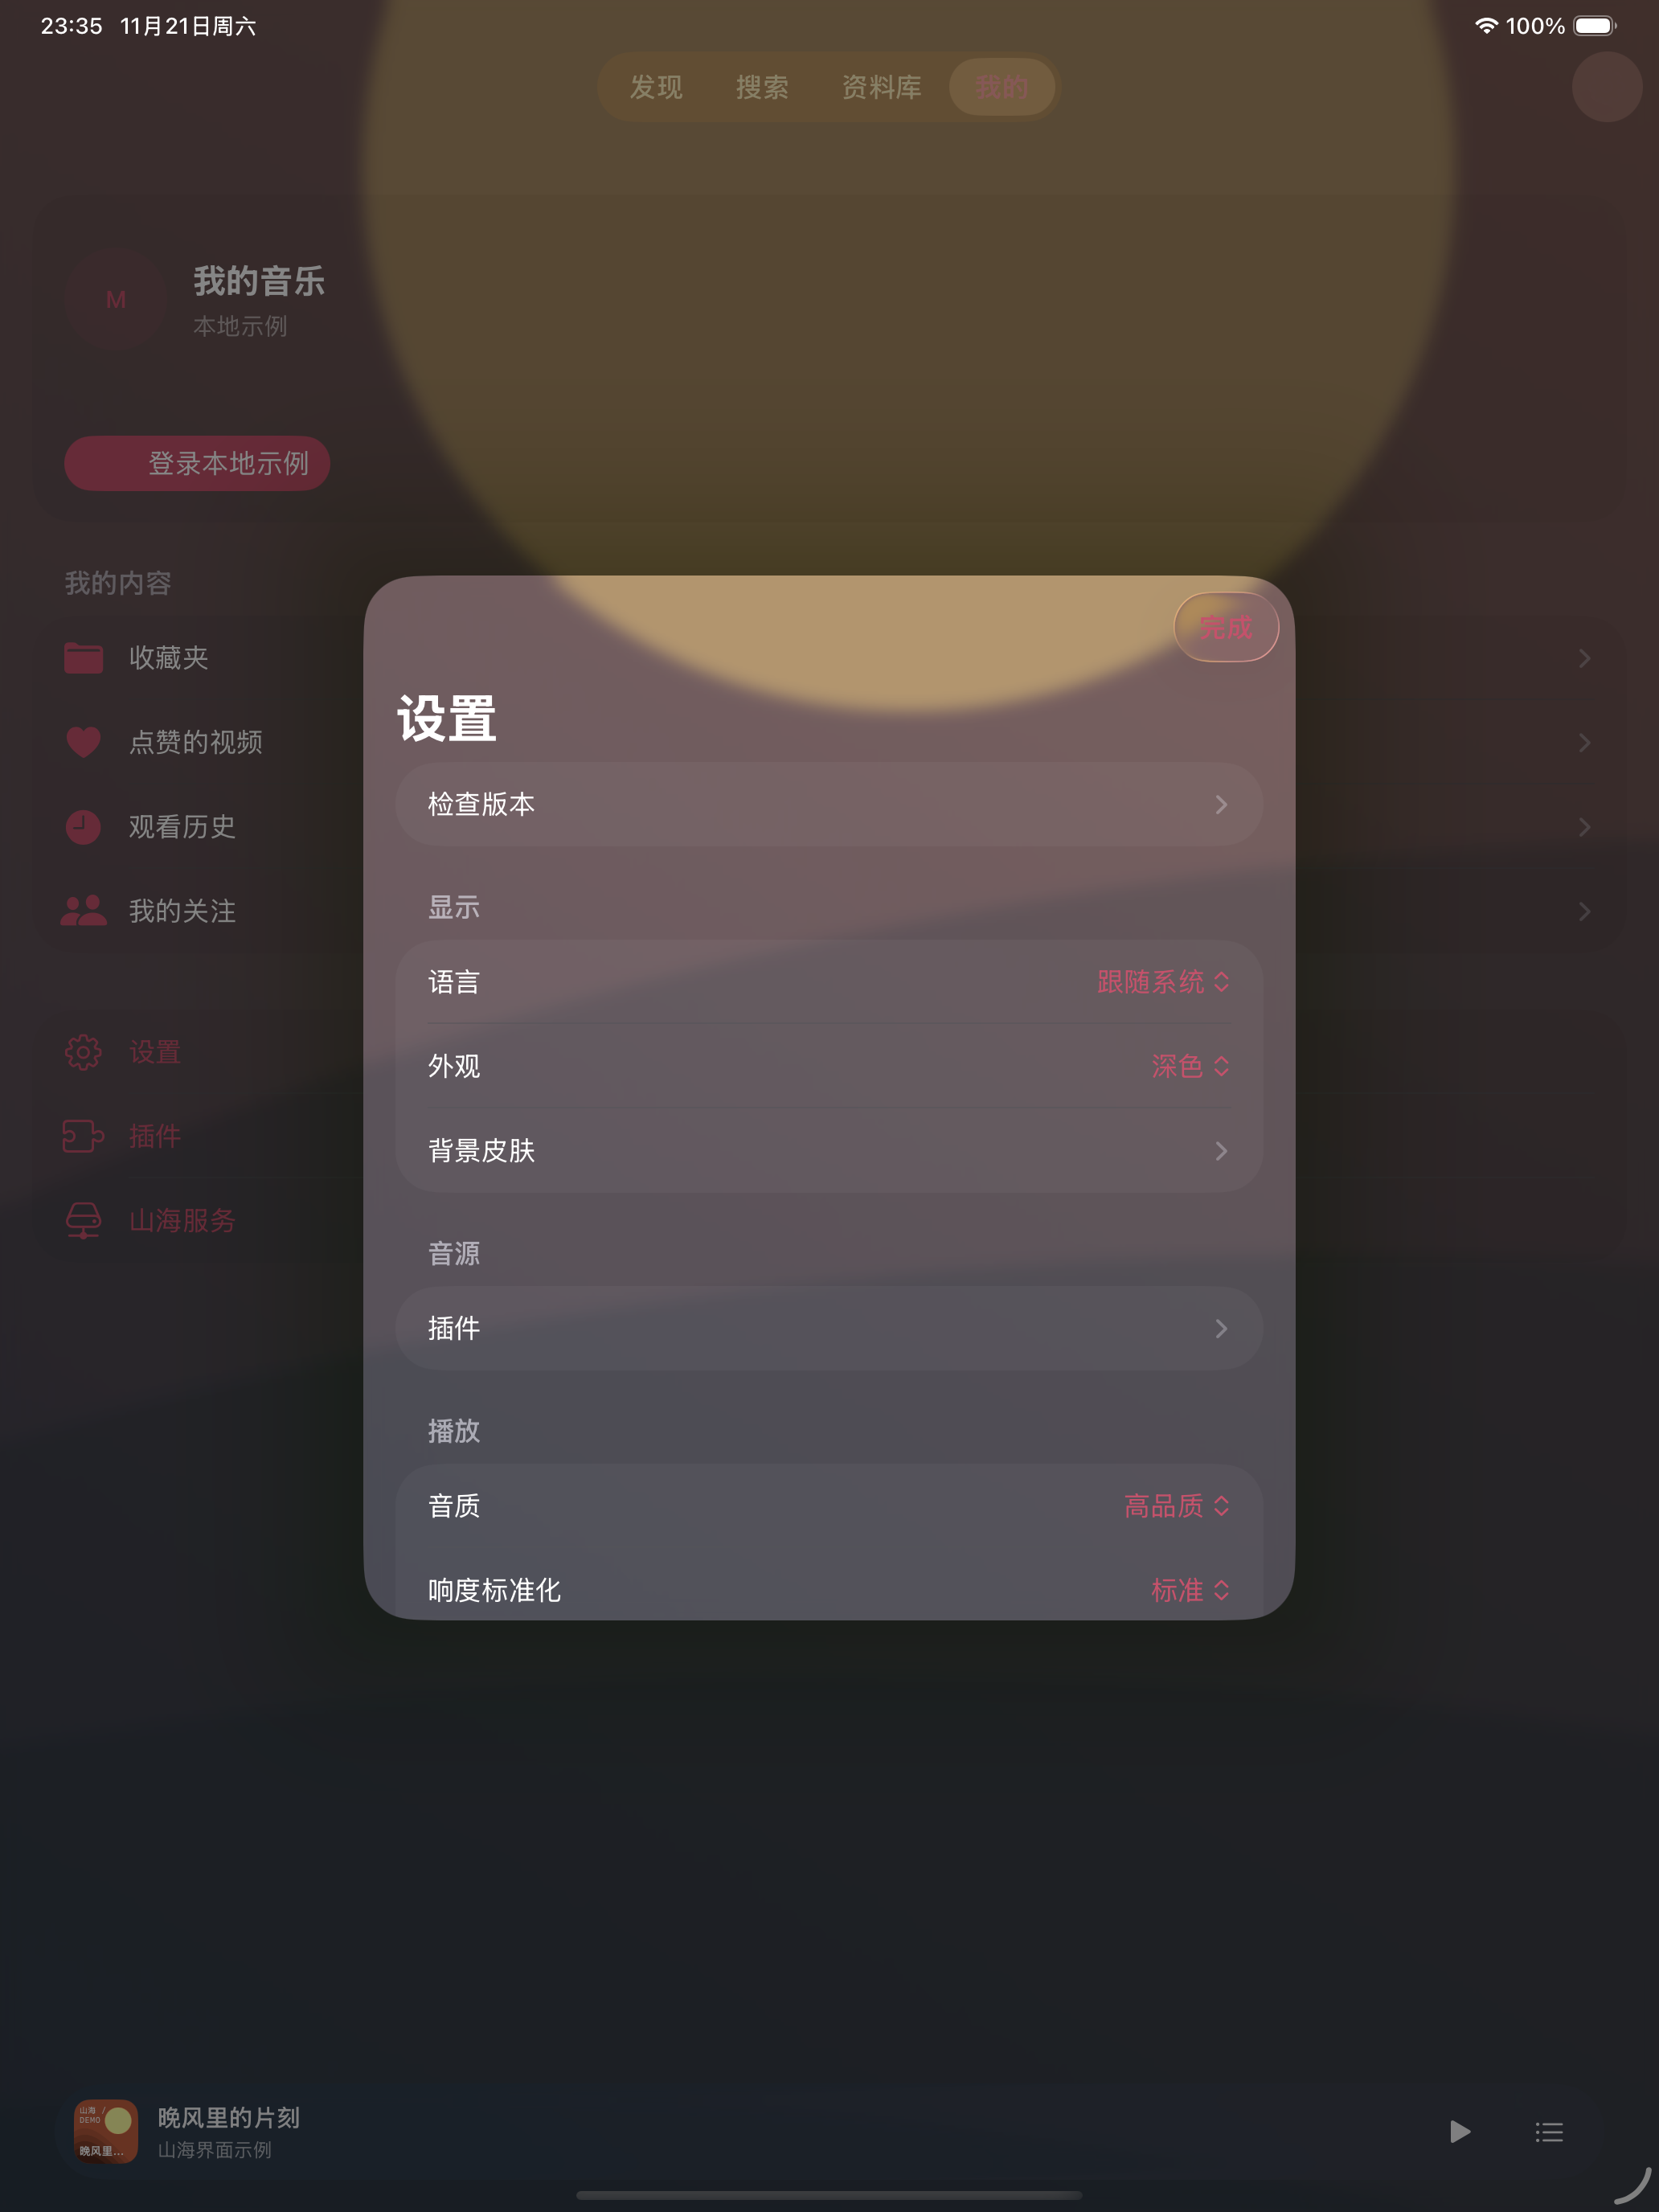 23:35 11月21日周六
100%
发现 搜索 资料库 我的
M
我的音乐
本地示例
登录本地示例
我的内容
收藏夹
点赞的视频
观看历史
我的关注
设置
插件
山海服务
完成
设置
检查版本
显示
语言 跟随系统
外观 深色
背景皮肤
音源
插件
播放
音质 高品质
响度标准化 标准
山海 /
DEMO
晚风里...
晚风里的片刻
山海界面示例